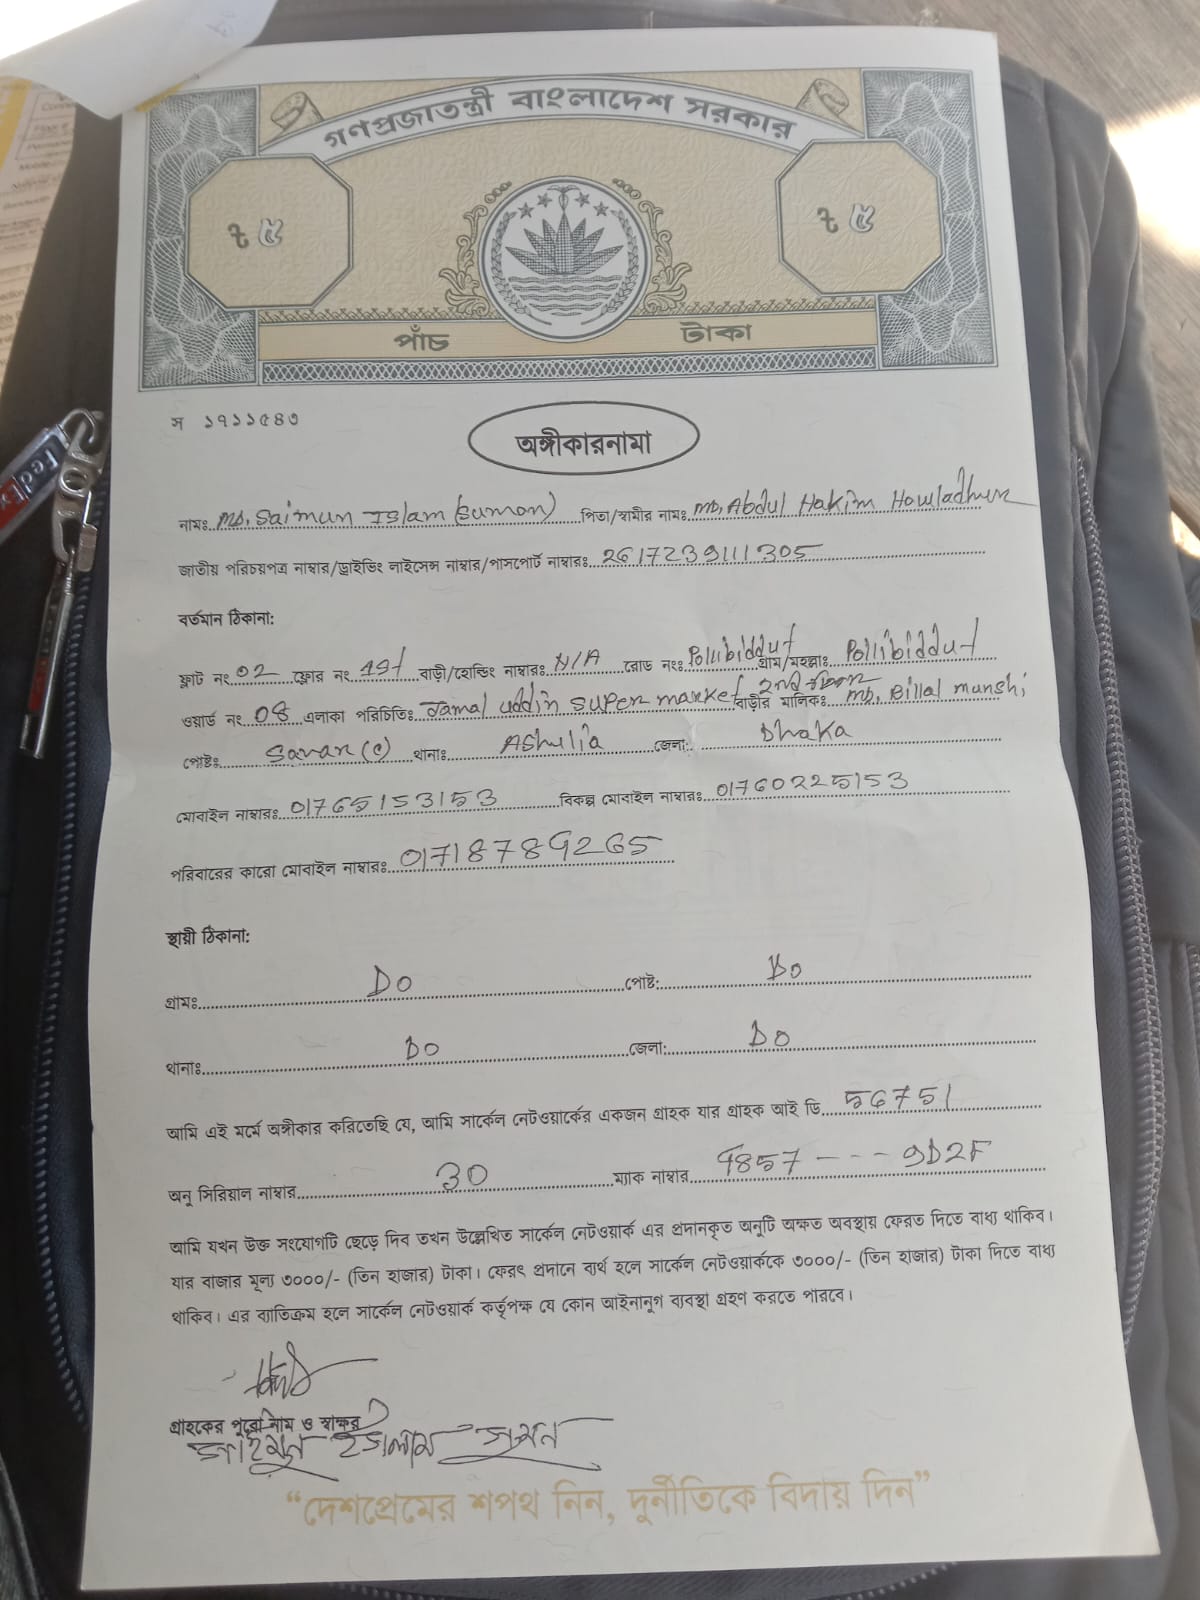 গণপ্রজাতন্ত্রী বাংলাদেশ সরকার
৳ ৫ ৳ ৫
পাঁচ টাকা
স ১৭১১৫৪৩
অঙ্গীকারনামা
নামঃ Md. Saimun Islam (Sumon) পিতা/স্বামীর নামঃ Md. Abdul Hakim Howladher
জাতীয় পরিচয়পত্র নাম্বার/ড্রাইভিং লাইসেন্স নাম্বার/পাসপোর্ট নাম্বারঃ 2617239111305
বর্তমান ঠিকানা:
ফ্লাট নং 02 ফ্লোর নং বাড়ী/হোল্ডিং নাম্বারঃ N/A রোড নংঃ Pollibiddut গ্রাম/মহল্লাঃ Pollibiddut
ওয়ার্ড নং 08 এলাকা পরিচিতিঃ Jamal uddin super market 2nd floor বাড়ীর মালিকঃ Md. Billal munshi
পোষ্টঃ Savar (c) থানাঃ Ashulia জেলা: Dhaka
মোবাইল নাম্বারঃ 01765153153 বিকল্প মোবাইল নাম্বারঃ 01760225153
পরিবারের কারো মোবাইল নাম্বারঃ 01718789265
স্থায়ী ঠিকানা:
গ্রামঃ Do পোষ্ট: Do
থানাঃ Do জেলা: Do
আমি এই মর্মে অঙ্গীকার করিতেছি যে, আমি সার্কেল নেটওয়ার্কের একজন গ্রাহক যার গ্রাহক আই ডি 56751
অনু সিরিয়াল নাম্বার 30 ম্যাক নাম্বার 9857 --- 9D2F
আমি যখন উক্ত সংযোগটি ছেড়ে দিব তখন উল্লেখিত সার্কেল নেটওয়ার্ক এর প্রদানকৃত অনুটি অক্ষত অবস্থায় ফেরত দিতে বাধ্য থাকিব।
যার বাজার মূল্য ৩০০০/- (তিন হাজার) টাকা। ফেরৎ প্রদানে ব্যর্থ হলে সার্কেল নেটওয়ার্ককে ৩০০০/- (তিন হাজার) টাকা দিতে বাধ্য
থাকিব। এর ব্যাতিক্রম হলে সার্কেল নেটওয়ার্ক কর্তৃপক্ষ যে কোন আইনানুগ ব্যবস্থা গ্রহণ করতে পারবে।
গ্রাহকের পুরো নাম ও স্বাক্ষর
সাইমুন ইসলাম সুমন
“দেশপ্রেমের শপথ নিন, দুর্নীতিকে বিদায় দিন”
FedEx